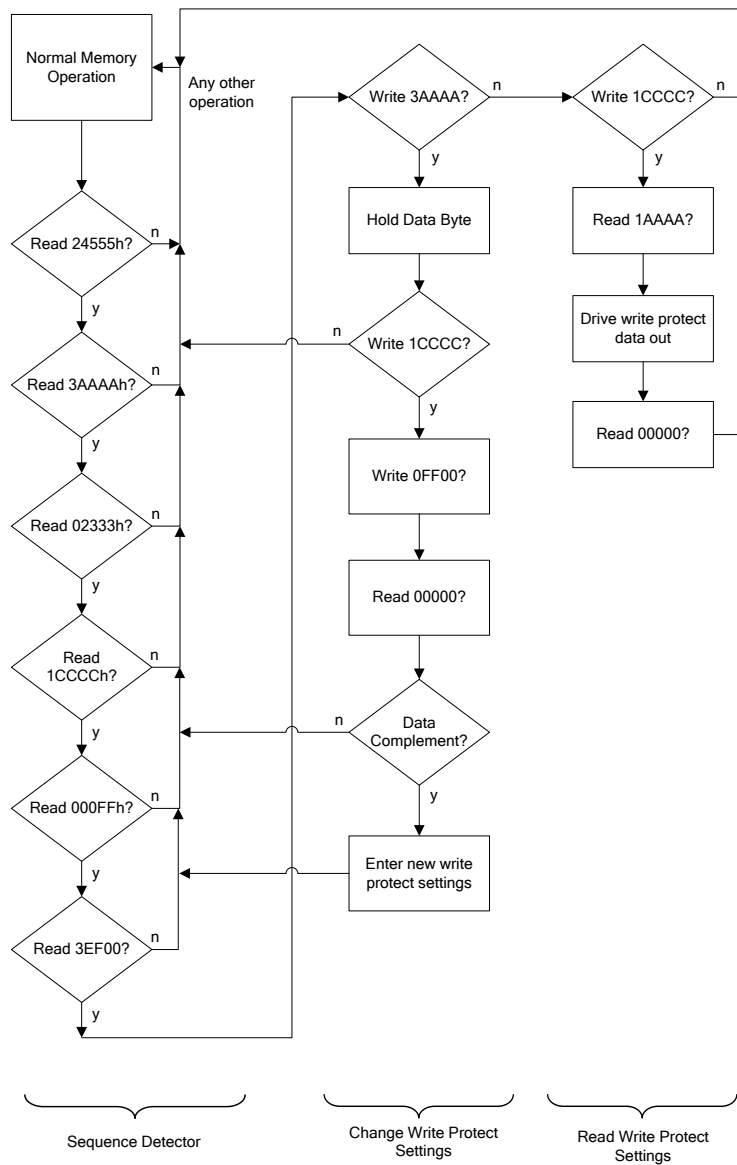 Normal Memory
Operation
Any other
operation
Read 24555h?
n
y
Read 3AAAAh?
n
y
Read 02333h?
n
y
Read
1CCCCh?
n
y
Read 000FFh?
n
y
Read 3EF00?
n
y
Sequence Detector
Write 3AAAA?
n
y
Hold Data Byte
Write 1CCCC?
n
y
Write 0FF00?
Read 00000?
Data
Complement?
n
y
Enter new write
protect settings
Change Write Protect
Settings
Write 1CCCC?
n
y
Read 1AAAA?
Drive write protect
data out
Read 00000?
Read Write Protect
Settings